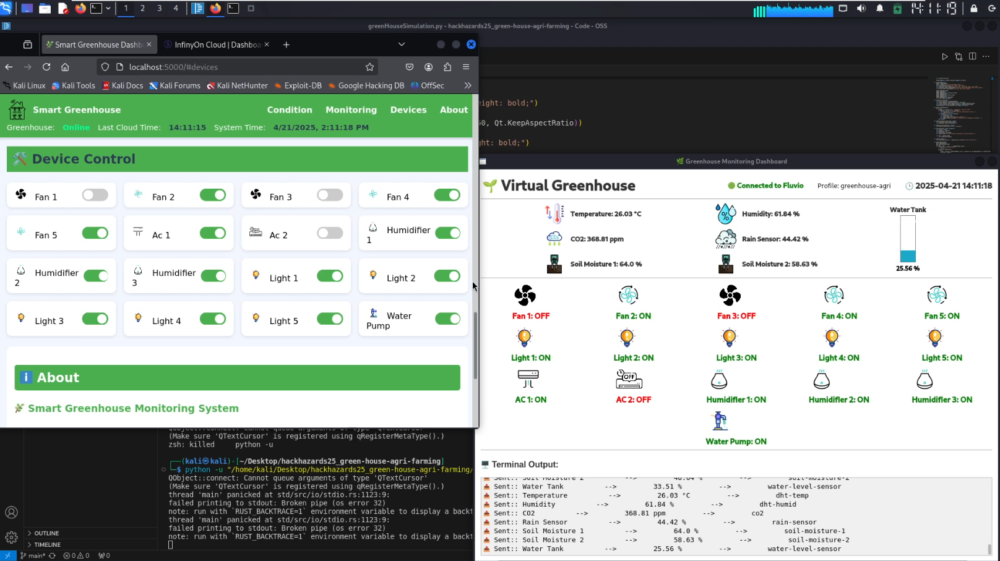 1 2 3 4
14:11:19
greenHouseSimulation.py - hackhazards25_green-house-agri-farming - Code - OSS
Smart Greenhouse Dashb
InfinyOn Cloud | Dashboa
localhost:5000/#devices
Kali Linux Kali Tools Kali Docs Kali Forums Kali NetHunter Exploit-DB Google Hacking DB OffSec
Smart Greenhouse
Condition Monitoring Devices About
Greenhouse: Online Last Cloud Time: 14:11:15 System Time: 4/21/2025, 2:11:18 PM
Device Control
Fan 1
Fan 2
Fan 3
Fan 4
Fan 5
Ac 1
Ac 2
Humidifier
1
Humidifier
2
Humidifier
3
Light 1
Light 2
Light 3
Light 4
Light 5
Water
Pump
i About
Smart Greenhouse Monitoring System
eight: bold;")
0, Qt.KeepAspectRatio))
ht: bold;")
Greenhouse Monitoring Dashboard
Virtual Greenhouse
Connected to Fluvio
Profile: greenhouse-agri
2025-04-21 14:11:18
Temperature: 26.03 °C
Humidity: 61.84 %
Water Tank
CO2: 368.81 ppm
Rain Sensor: 44.42 %
Soil Moisture 1: 64.0 %
Soil Moisture 2: 58.63 %
25.56 %
Fan 1: OFF
Fan 2: ON
Fan 3: OFF
Fan 4: ON
Fan 5: ON
Light 1: ON
Light 2: ON
Light 3: ON
Light 4: ON
Light 5: ON
OFF
AC 1: ON
AC 2: OFF
Humidifier 1: ON
Humidifier 2: ON
Humidifier 3: ON
Water Pump: ON
Terminal Output:
Sent:: Soil Moisture 2 --> 48.64 % --> soil-moisture-2
Sent:: Water Tank --> 33.51 % --> water-level-sensor
Sent:: Temperature --> 26.03 °C --> dht-temp
Sent:: Humidity --> 61.84 % --> dht-humid
Sent:: CO2 --> 368.81 ppm --> co2
Sent:: Rain Sensor --> 44.42 % --> rain-sensor
Sent:: Soil Moisture 1 --> 64.0 % --> soil-moisture-1
Sent:: Soil Moisture 2 --> 58.63 % --> soil-moisture-2
Sent:: Water Tank --> 25.56 % --> water-level-sensor
QObject::connect: Cannot queue arguments of type 'QTextCursor'
(Make sure 'QTextCursor' is registered using qRegisterMetaType().)
zsh: killed python -u
(kali㉿kali)-[~/Desktop/hackhazards25_green-house-agri-farming]
$ python -u "/home/kali/Desktop/hackhazards25_green-house-agri-farming/
QObject::connect: Cannot queue arguments of type 'QTextCursor'
(Make sure 'QTextCursor' is registered using qRegisterMetaType().)
thread 'main' panicked at std/src/io/stdio.rs:1123:9:
failed printing to stdout: Broken pipe (os error 32)
note: run with `RUST_BACKTRACE=1` environment variable to display a backt
thread 'main' panicked at std/src/io/stdio.rs:1123:9:
failed printing to stdout: Broken pipe (os error 32)
note: run with `RUST_BACKTRACE=1` environment variable to display a backt
OUTLINE
TIMELINE
main* 0 0 0